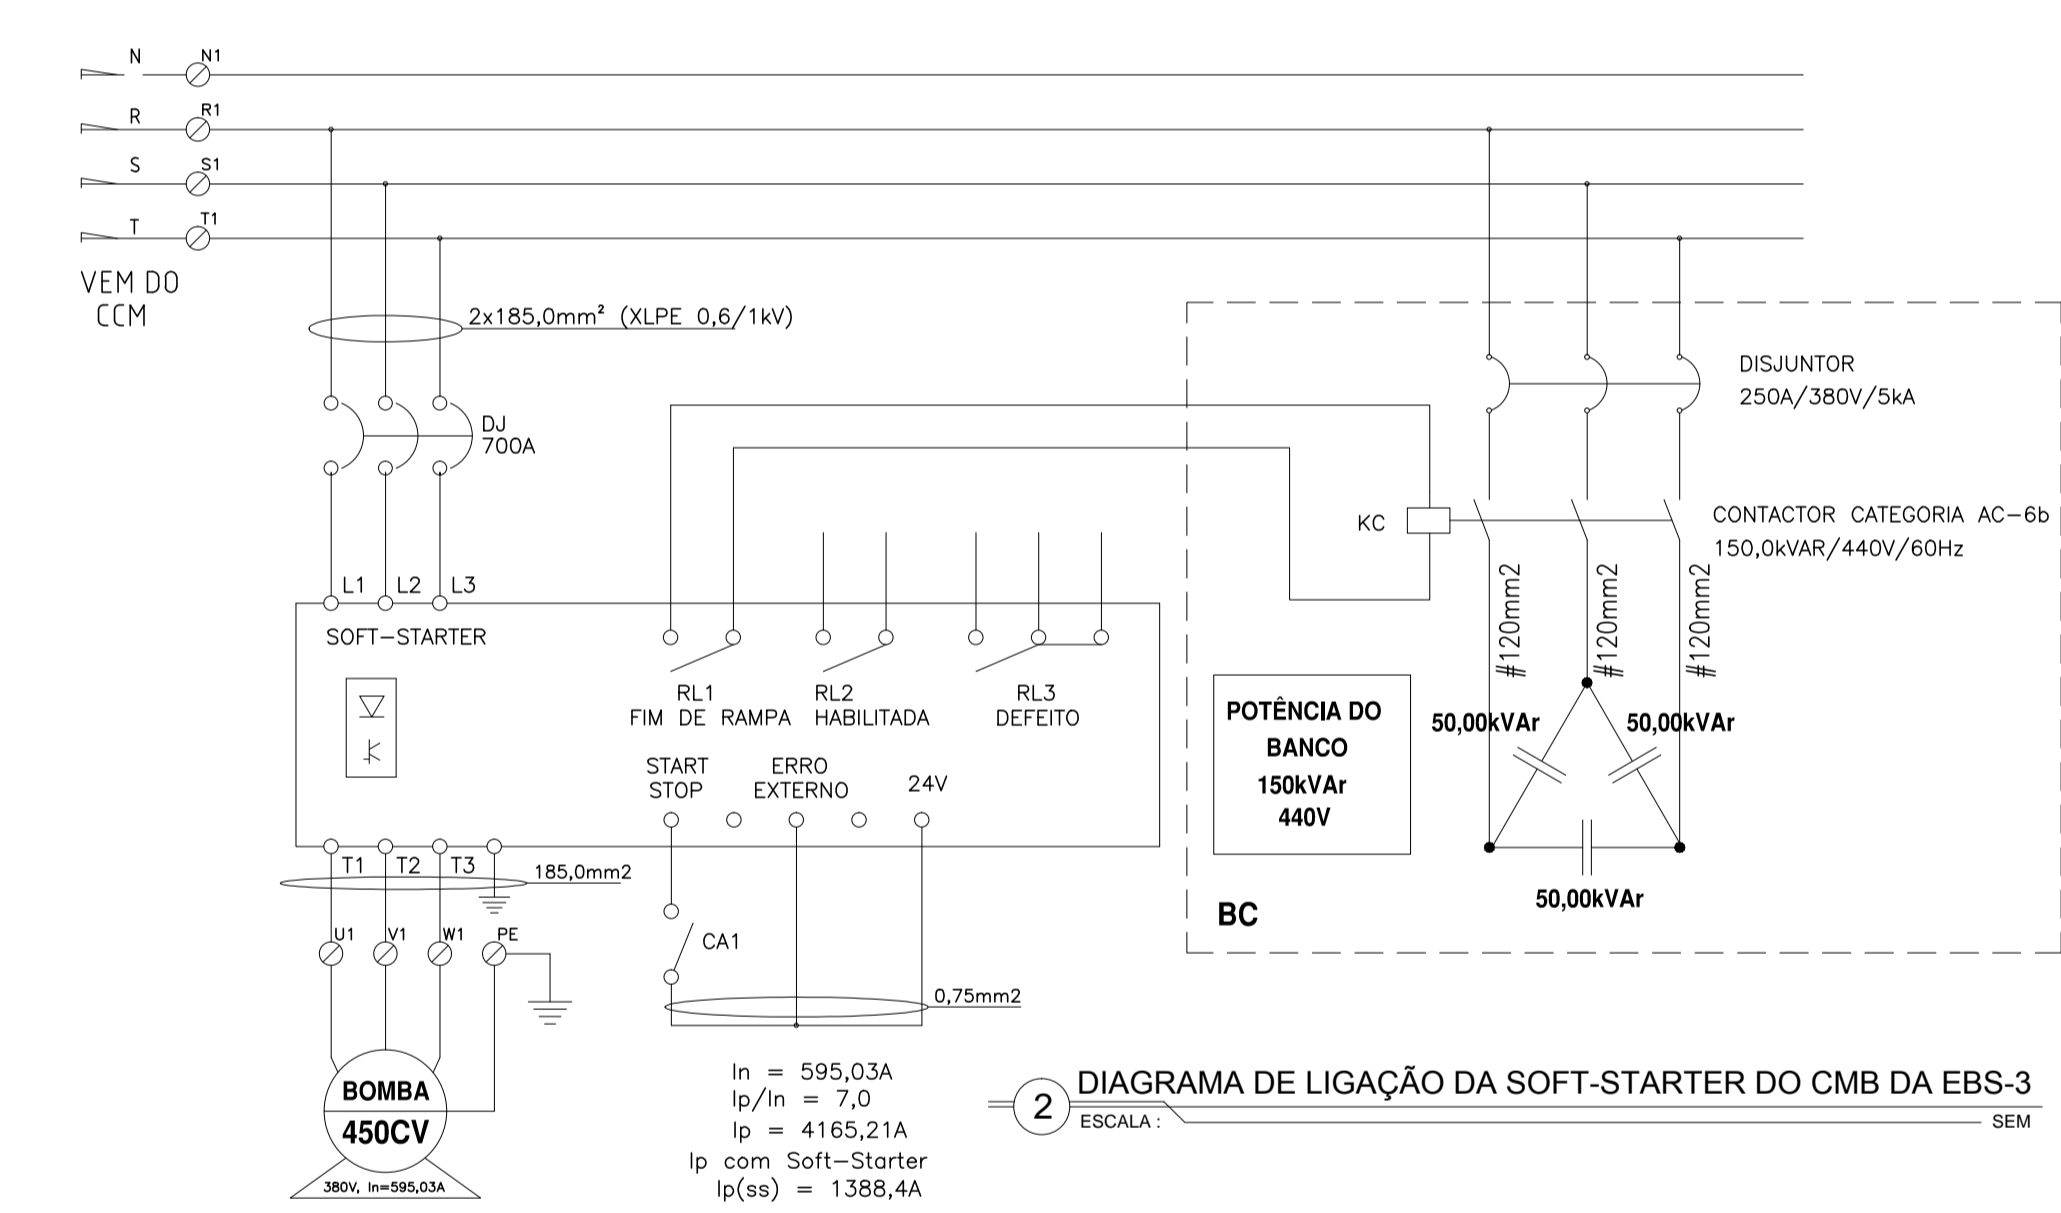 N
N1
R
R1
S
S1
T
T1
VEM DO
CCM
2x185,0mm² (XLPE 0,6/1kV)
DJ
700A
DISJUNTOR
250A/380V/5kA
KC
CONTACTOR CATEGORIA AC-6b
150,0kVAR/440V/60Hz
#120mm2
#120mm2
#120mm2
L1
L2
L3
SOFT-STARTER
RL1
FIM DE RAMPA
RL2
HABILITADA
RL3
DEFEITO
START
STOP
ERRO
EXTERNO
24V
POTÊNCIA DO
BANCO
150kVAr
440V
50,00kVAr
50,00kVAr
50,00kVAr
BC
T1
T2
T3
185,0mm2
U1
V1
W1
PE
CA1
0,75mm2
BOMBA
450CV
380V, In=595,03A
In = 595,03A
Ip/In = 7,0
Ip = 4165,21A
Ip com Soft-Starter
Ip(ss) = 1388,4A
2
DIAGRAMA DE LIGAÇÃO DA SOFT-STARTER DO CMB DA EBS-3
ESCALA :
SEM